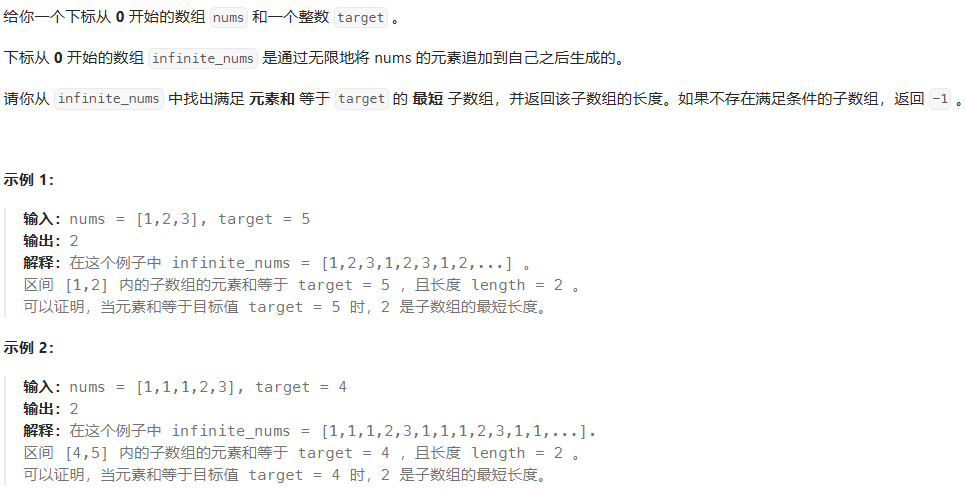 给你一个下标从 0 开始的数组 nums 和一个整数 target 。
下标从 0 开始的数组 infinite_nums 是通过无限地将 nums 的元素追加到自己之后生成的。
请你从 infinite_nums 中找出满足 元素和 等于 target 的 最短 子数组，并返回该子数组的长度。如果不存在满足条件的子数组，返回 -1 。
示例 1：
输入：nums = [1,2,3], target = 5
输出：2
解释：在这个例子中 infinite_nums = [1,2,3,1,2,3,1,2,...] 。
区间 [1,2] 内的子数组的元素和等于 target = 5 ，且长度 length = 2 。
可以证明，当元素和等于目标值 target = 5 时，2 是子数组的最短长度。
示例 2：
输入：nums = [1,1,1,2,3], target = 4
输出：2
解释：在这个例子中 infinite_nums = [1,1,1,2,3,1,1,1,2,3,1,1,...].
区间 [4,5] 内的子数组的元素和等于 target = 4 ，且长度 length = 2 。
可以证明，当元素和等于目标值 target = 4 时，2 是子数组的最短长度。